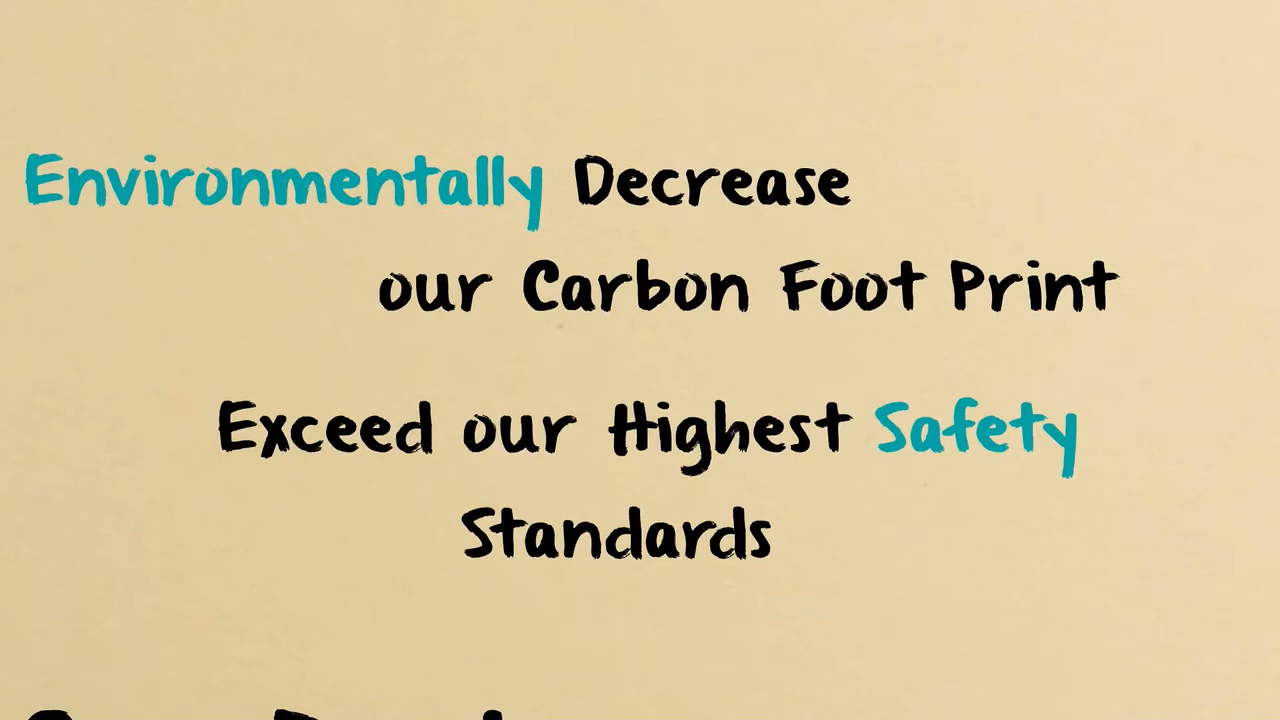 Environmentally Decrease
our Carbon Foot Print
Exceed our Highest Safety
Standards